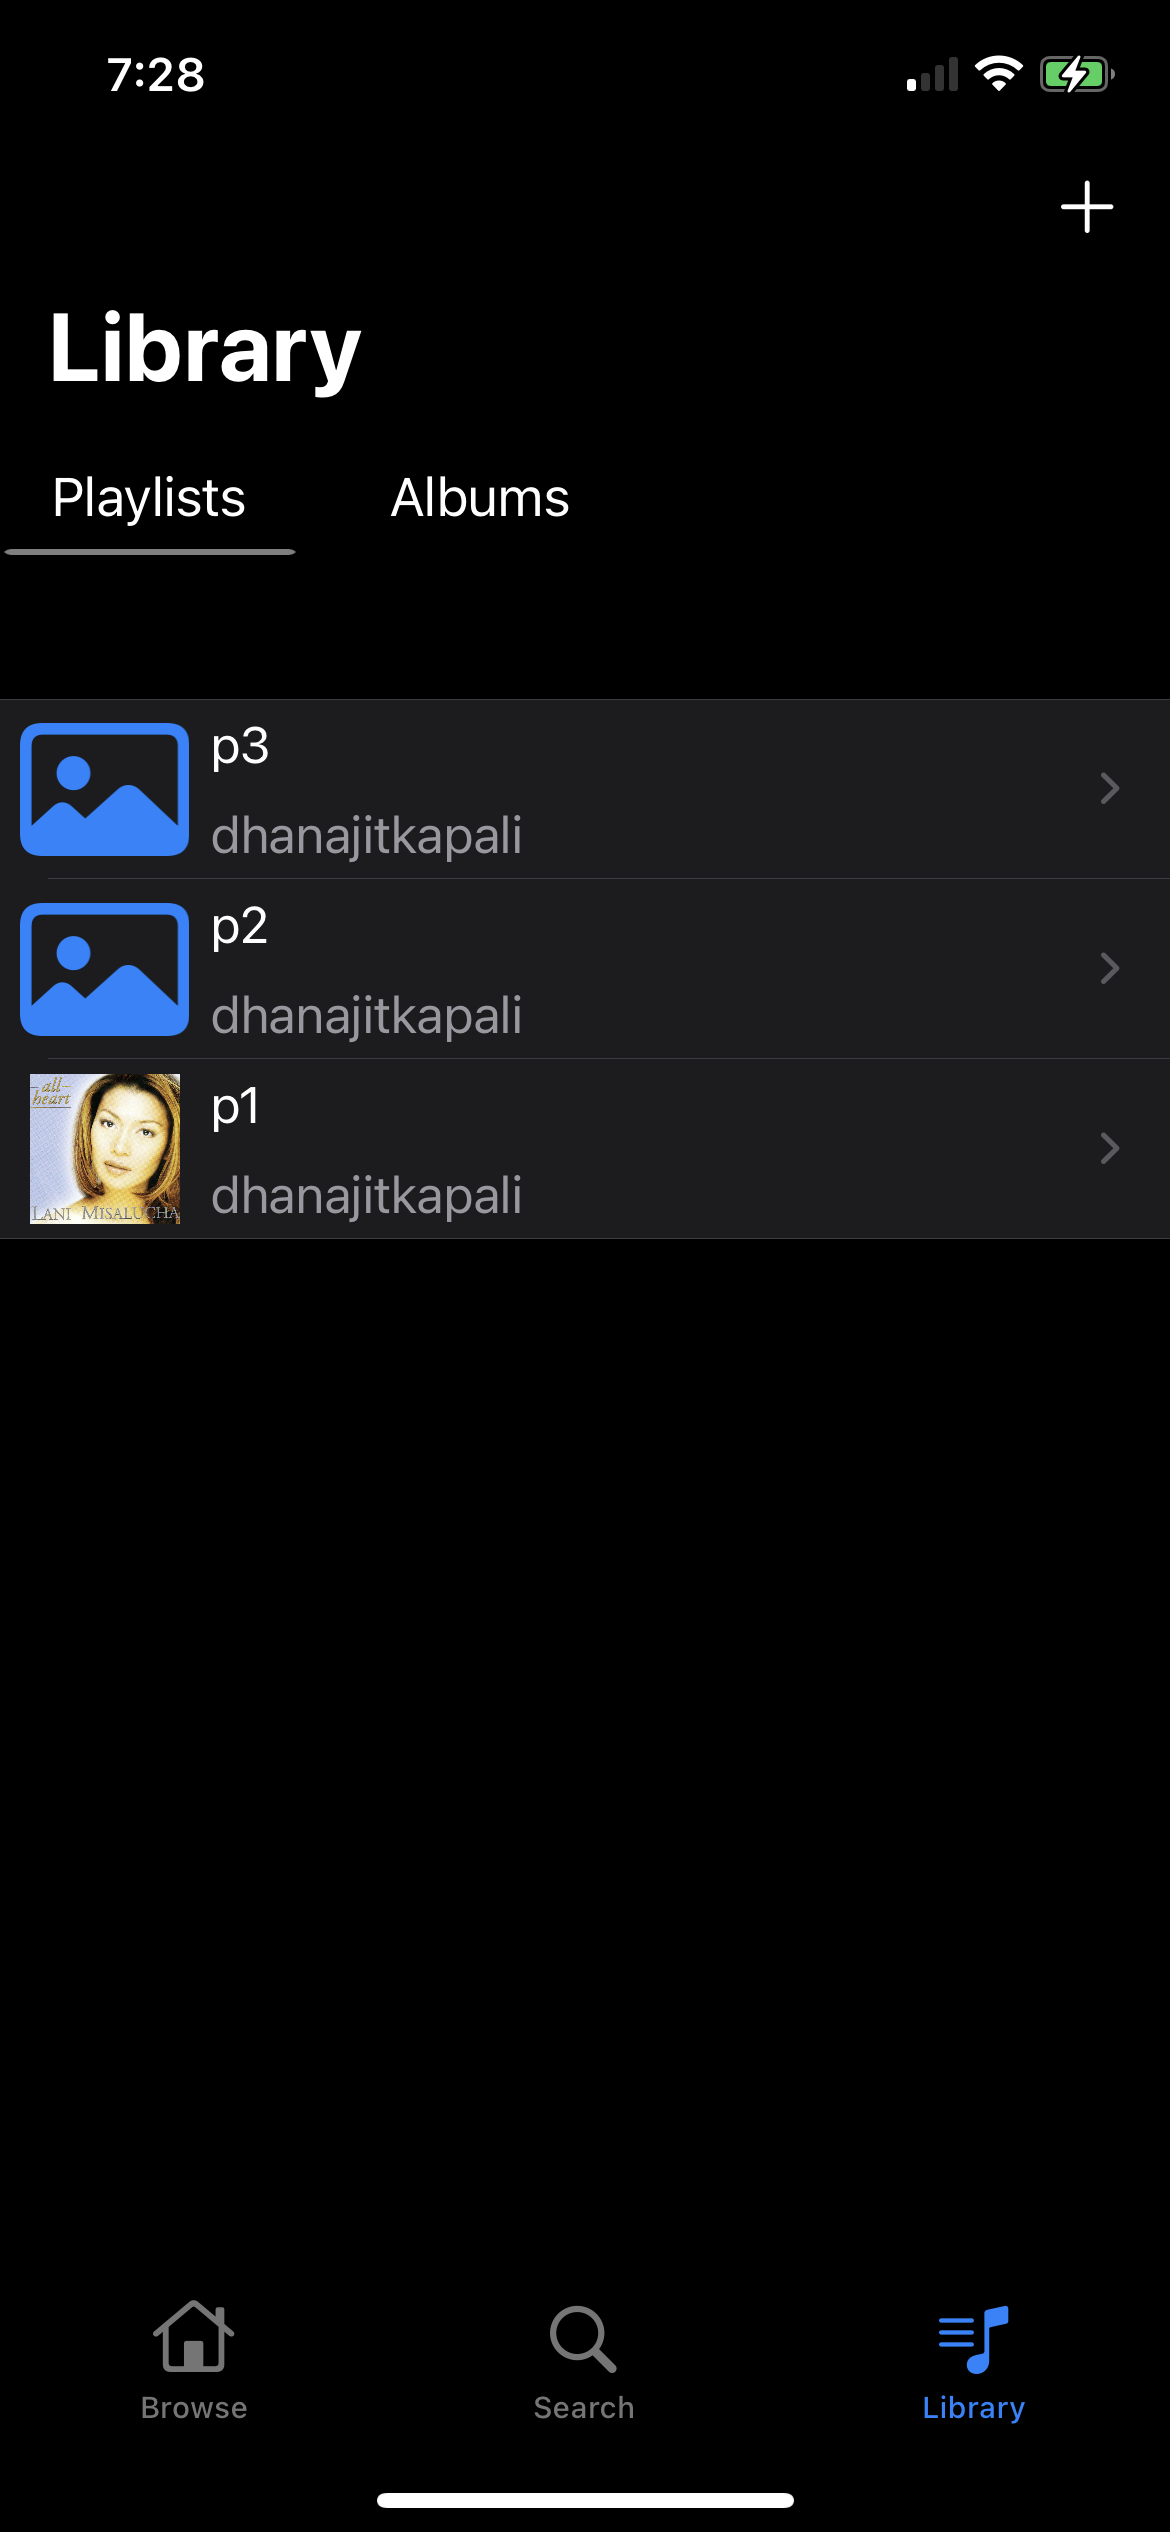 7:28
Library
Playlists
Albums
p3
dhanajitkapali
p2
dhanajitkapali
all
heart
LANI MISALUCHA
p1
dhanajitkapali
Browse
Search
Library